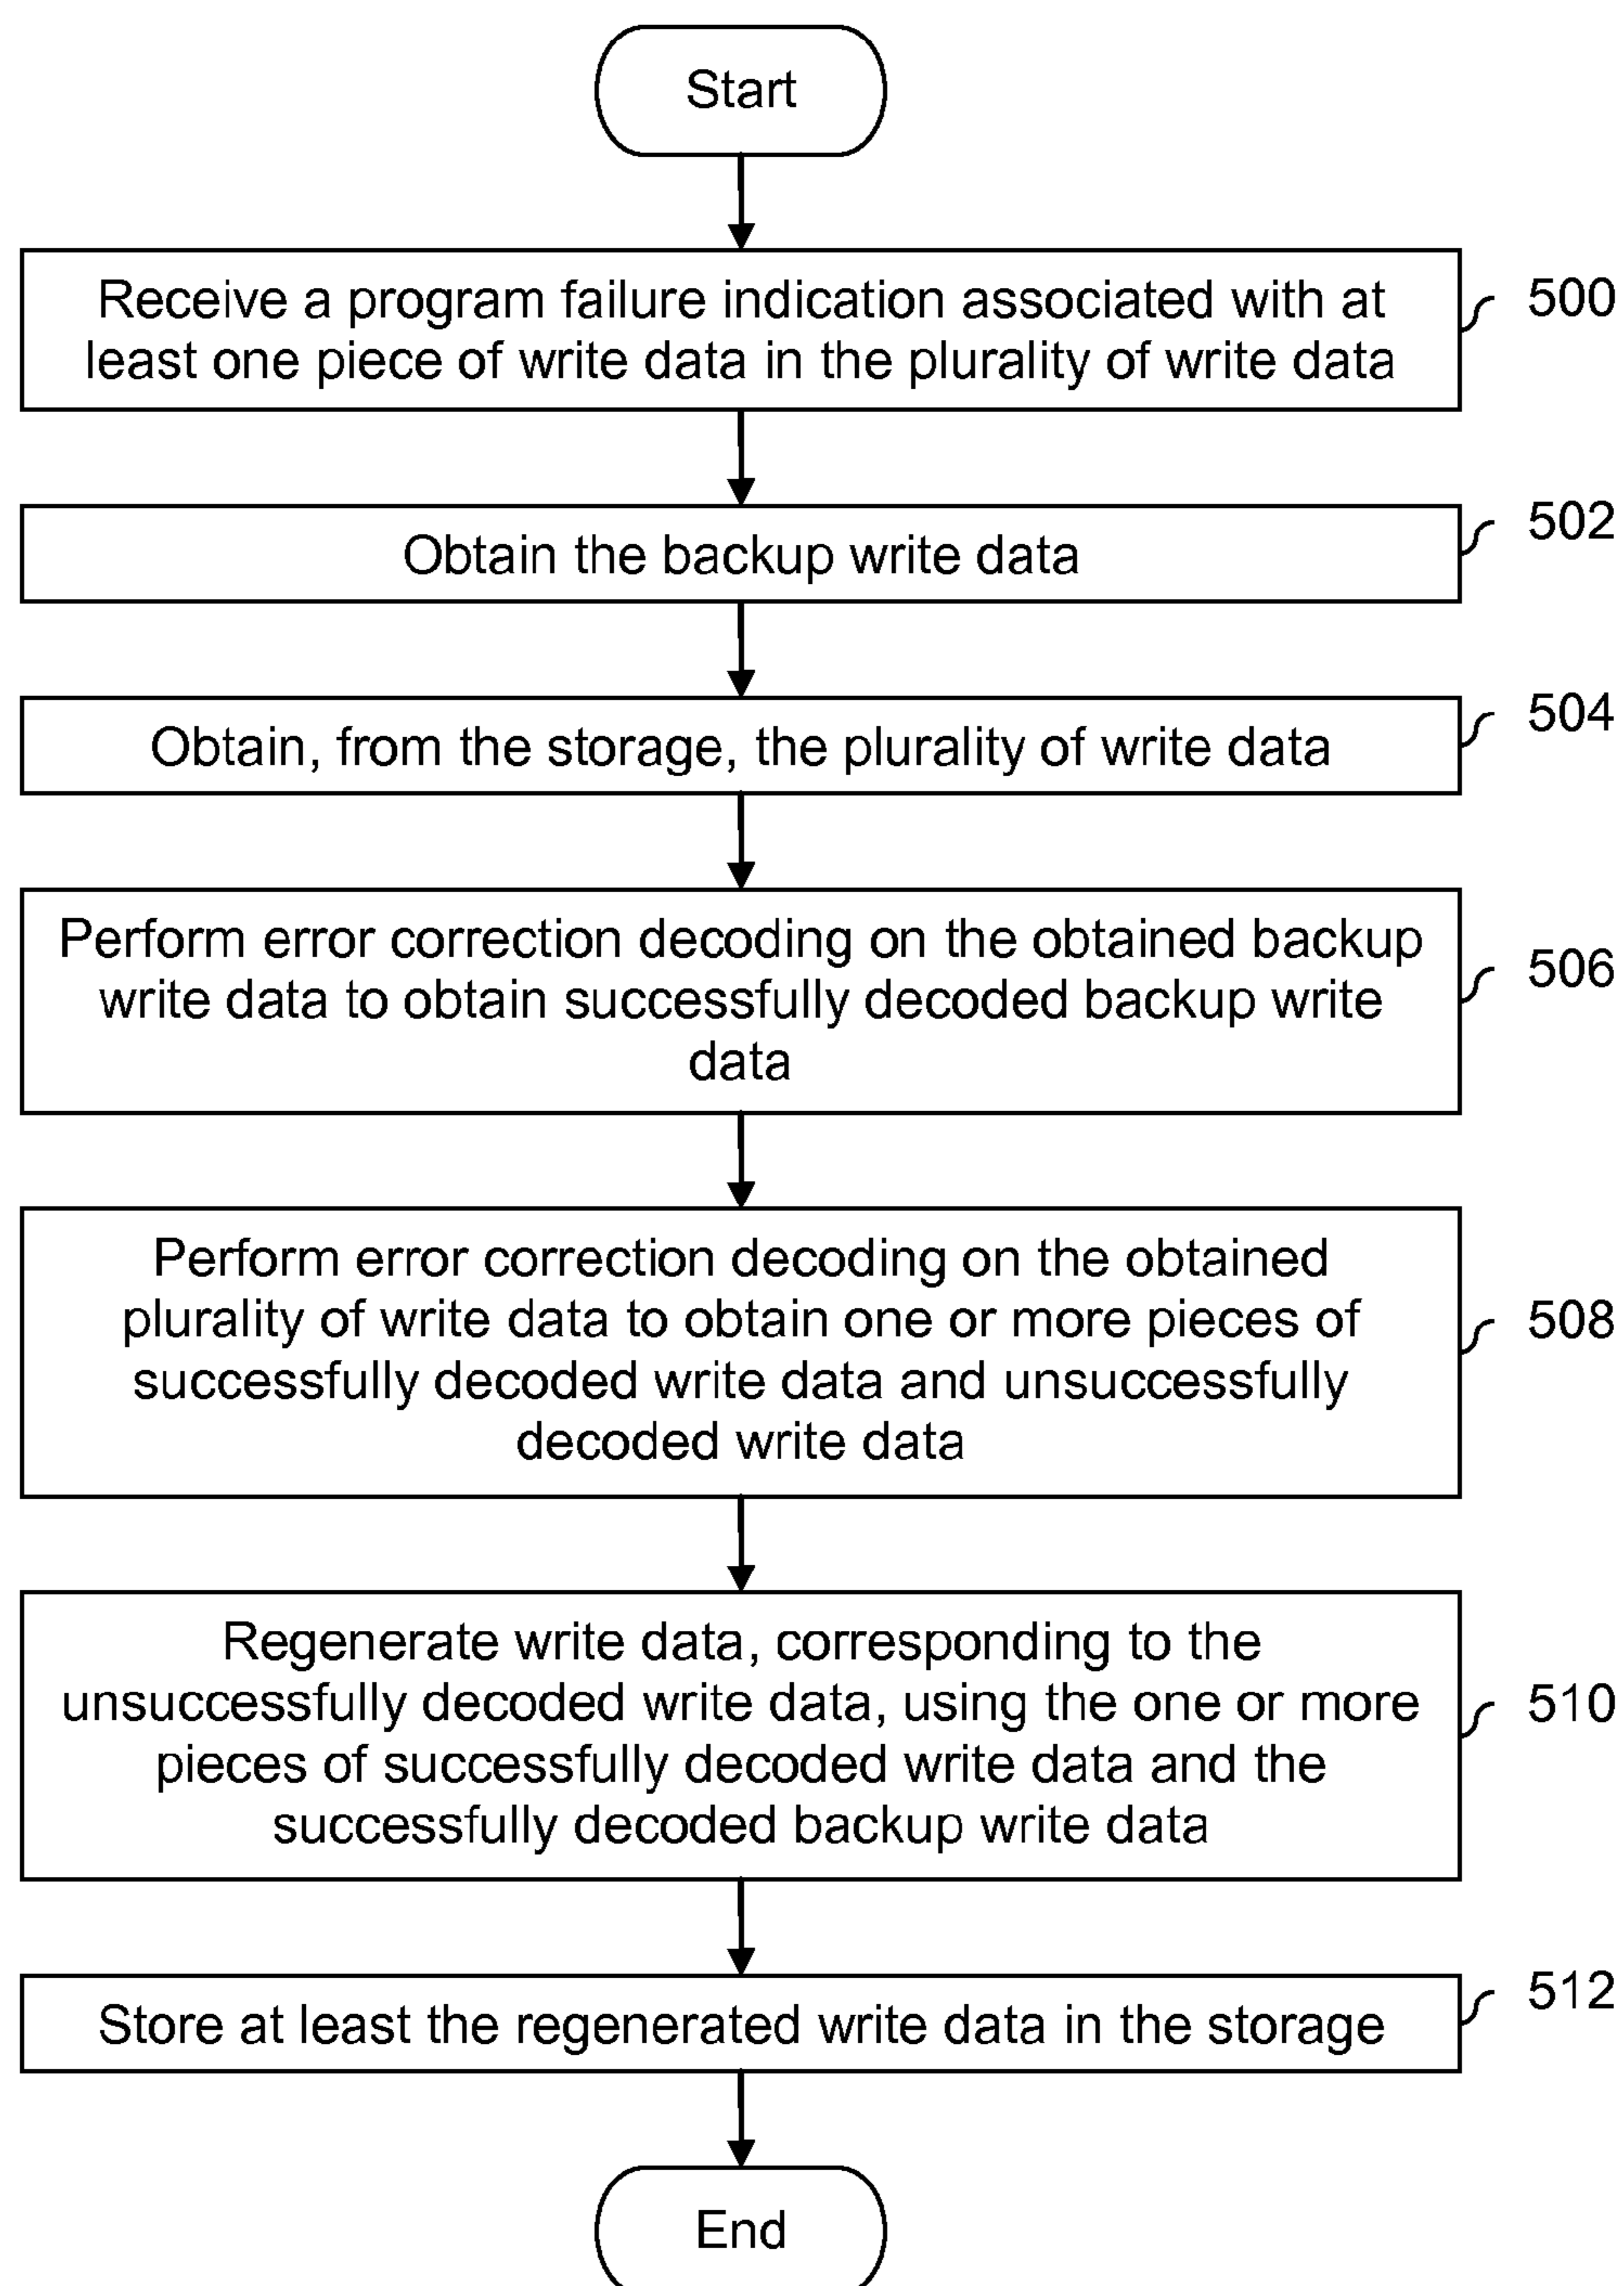 Start
Receive a program failure indication associated with at
least one piece of write data in the plurality of write data
500
Obtain the backup write data
502
Obtain, from the storage, the plurality of write data
504
Perform error correction decoding on the obtained backup
write data to obtain successfully decoded backup write
data
506
Perform error correction decoding on the obtained
plurality of write data to obtain one or more pieces of
successfully decoded write data and unsuccessfully
decoded write data
508
Regenerate write data, corresponding to the
unsuccessfully decoded write data, using the one or more
pieces of successfully decoded write data and the
successfully decoded backup write data
510
Store at least the regenerated write data in the storage
512
End